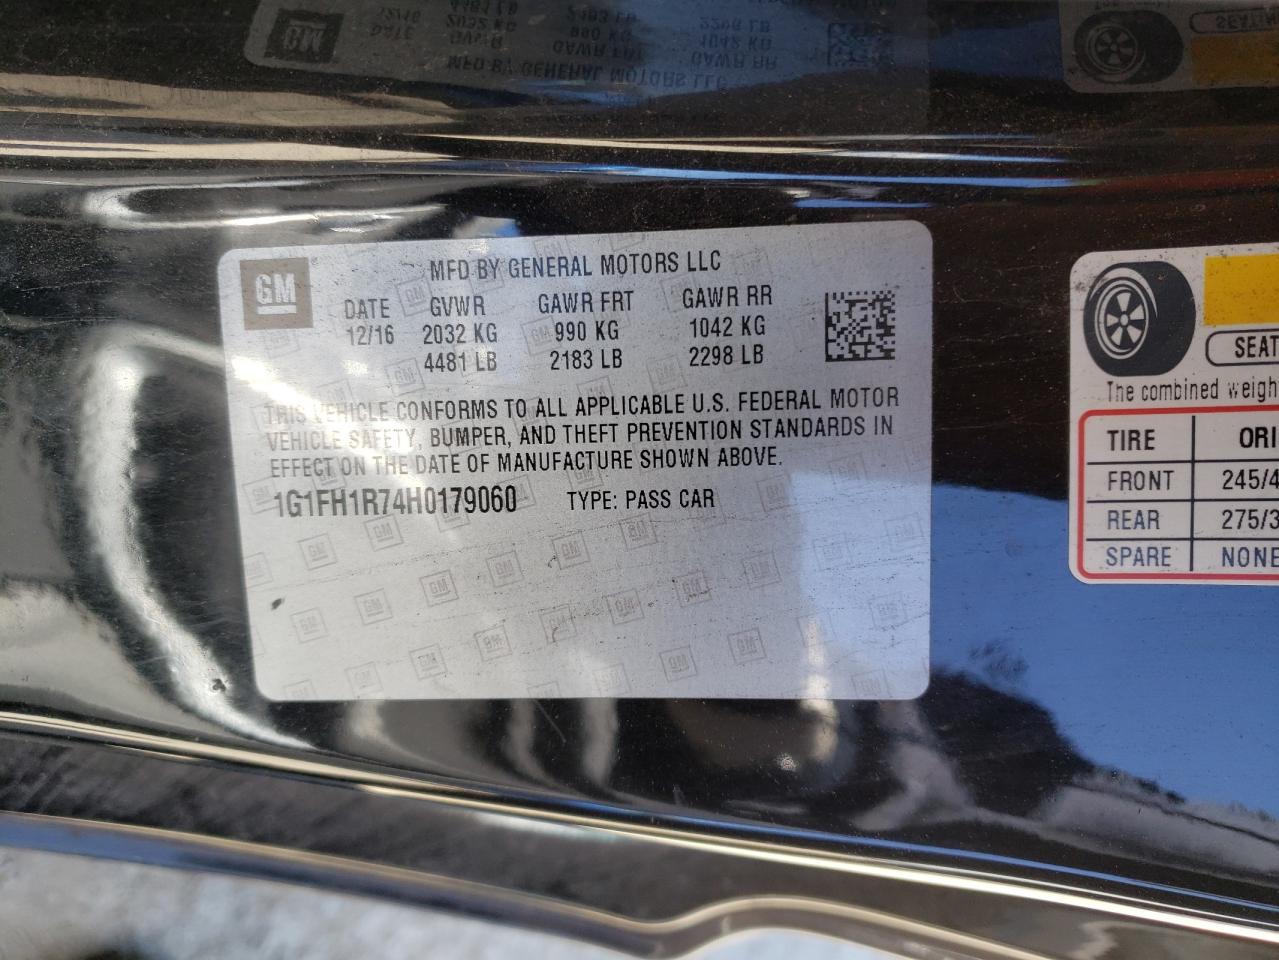 GM
MFD BY GENERAL MOTORS LLC
DATE GVWR GAWR FRT GAWR RR
12/16 2032 KG 990 KG 1042 KG
4481 LB 2183 LB 2298 LB
THIS VEHICLE CONFORMS TO ALL APPLICABLE U.S. FEDERAL MOTOR
VEHICLE SAFETY, BUMPER, AND THEFT PREVENTION STANDARDS IN
EFFECT ON THE DATE OF MANUFACTURE SHOWN ABOVE.
1G1FH1R74H0179060 TYPE: PASS CAR
SEAT
The combined weigh
TIRE ORI
FRONT 245/4
REAR 275/3
SPARE NONE